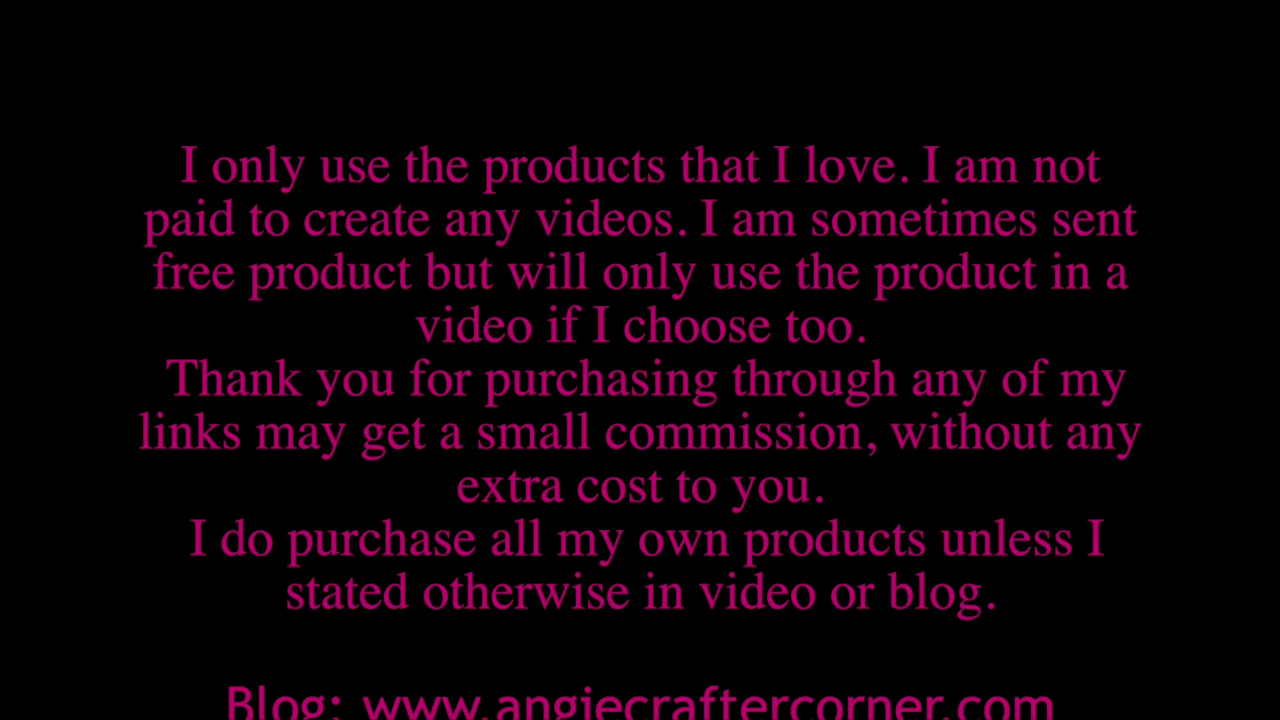 I only use the products that I love. I am not
paid to create any videos. I am sometimes sent
free product but will only use the product in a
video if I choose too.
Thank you for purchasing through any of my
links may get a small commission, without any
extra cost to you.
I do purchase all my own products unless I
stated otherwise in video or blog.
Blog: www.angiecraftercorner.com